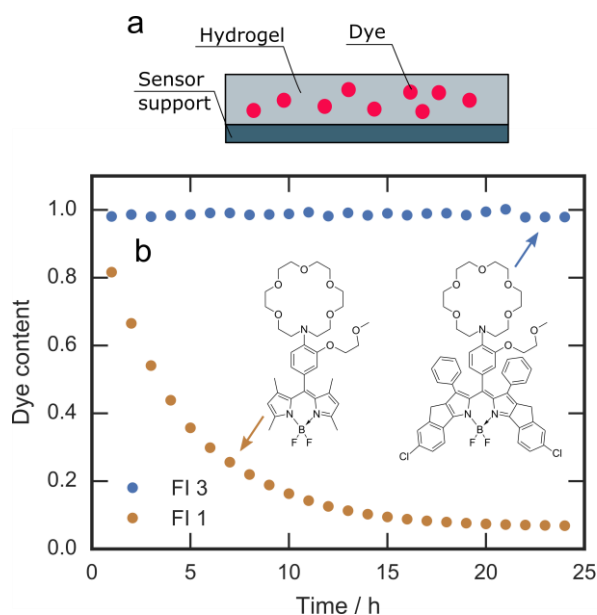 a
Hydrogel
Dye
Sensor
support
b
Dye content
1.0
0.8
0.6
0.4
0.2
0.0
0
5
10
15
20
25
Time / h
FI 3
FI 1
O
O
O
O
O
N
O
O
N
N
B
F
F
O
O
O
O
O
N
O
O
N
N
B
F
F
Cl
Cl